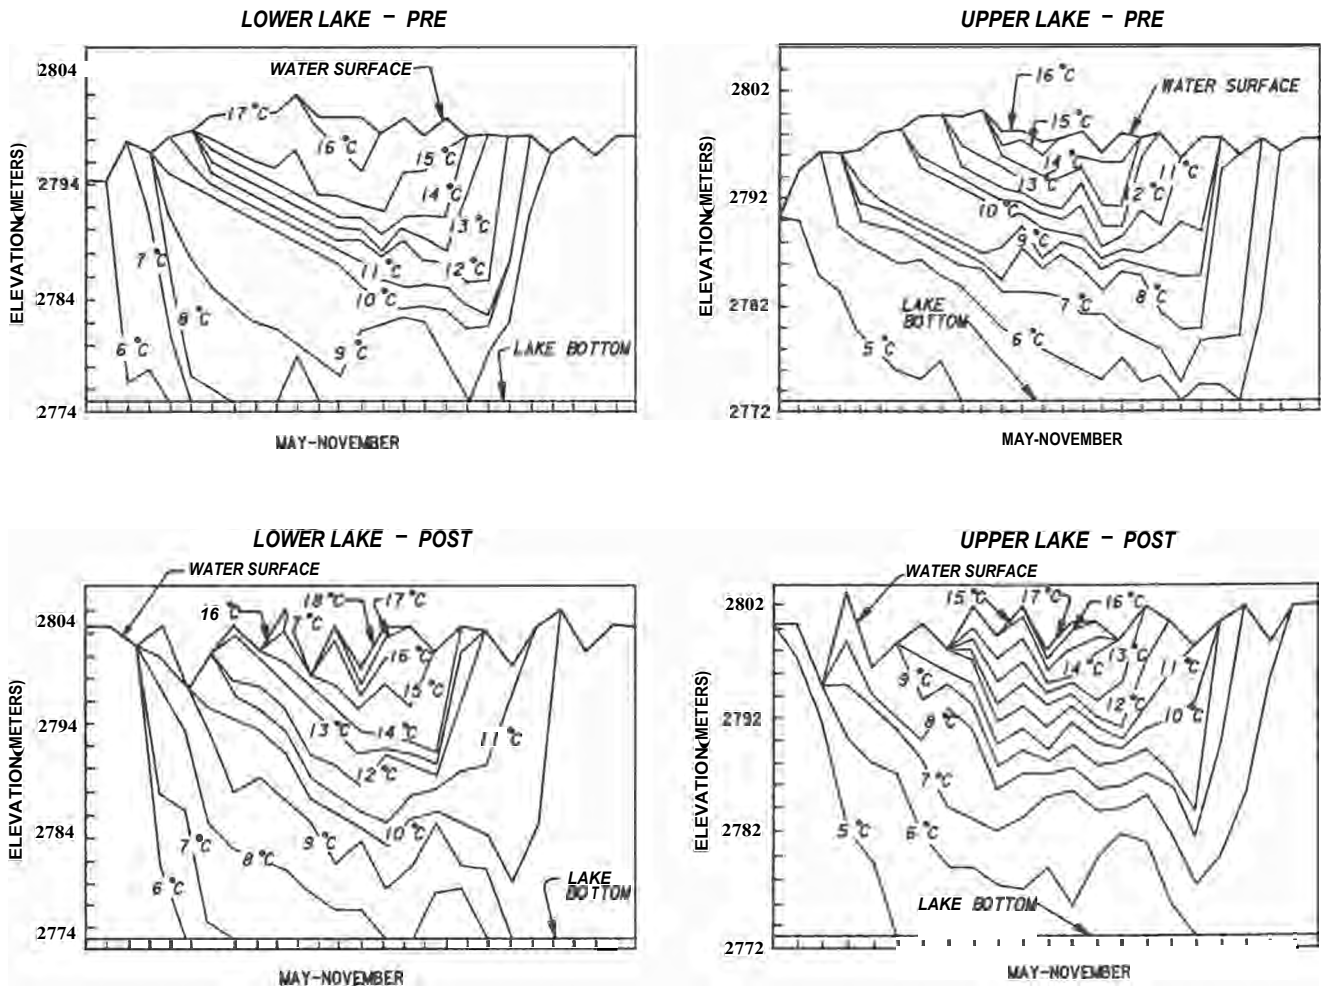 LOWER LAKE – PRE
2804
WATER SURFACE
17 °C
16 °C
15 °C
2794
14 °C
13 °C
7 °C
11 °C
12 °C
2784
10 °C
8 °C
6 °C
9 °C
LAKE BOTTOM
2774
ELEVATION (METERS)
MAY-NOVEMBER
UPPER LAKE – PRE
2802
16 °C
WATER SURFACE
15 °C
14 °C
11 °C
13 °C
12 °C
2792
10 °C
9 °C
8 °C
2782
7 °C
LAKE
BOTTOM
6 °C
5 °C
2772
ELEVATION (METERS)
MAY-NOVEMBER
LOWER LAKE – POST
WATER SURFACE
2804
16 °C
18 °C
17 °C
7 °C
16 °C
15 °C
2794
13 °C
14 °C
11 °C
12 °C
2784
10 °C
9 °C
7 °C
8 °C
6 °C
LAKE
BOTTOM
2774
ELEVATION (METERS)
MAY-NOVEMBER
UPPER LAKE – POST
WATER SURFACE
2802
15 °C
17 °C
16 °C
13 °C
14 °C
11 °C
9 °C
12 °C
2792
8 °C
10 °C
7 °C
2782
5 °C
6 °C
LAKE BOTTOM
2772
ELEVATION (METERS)
MAY-NOVEMBER